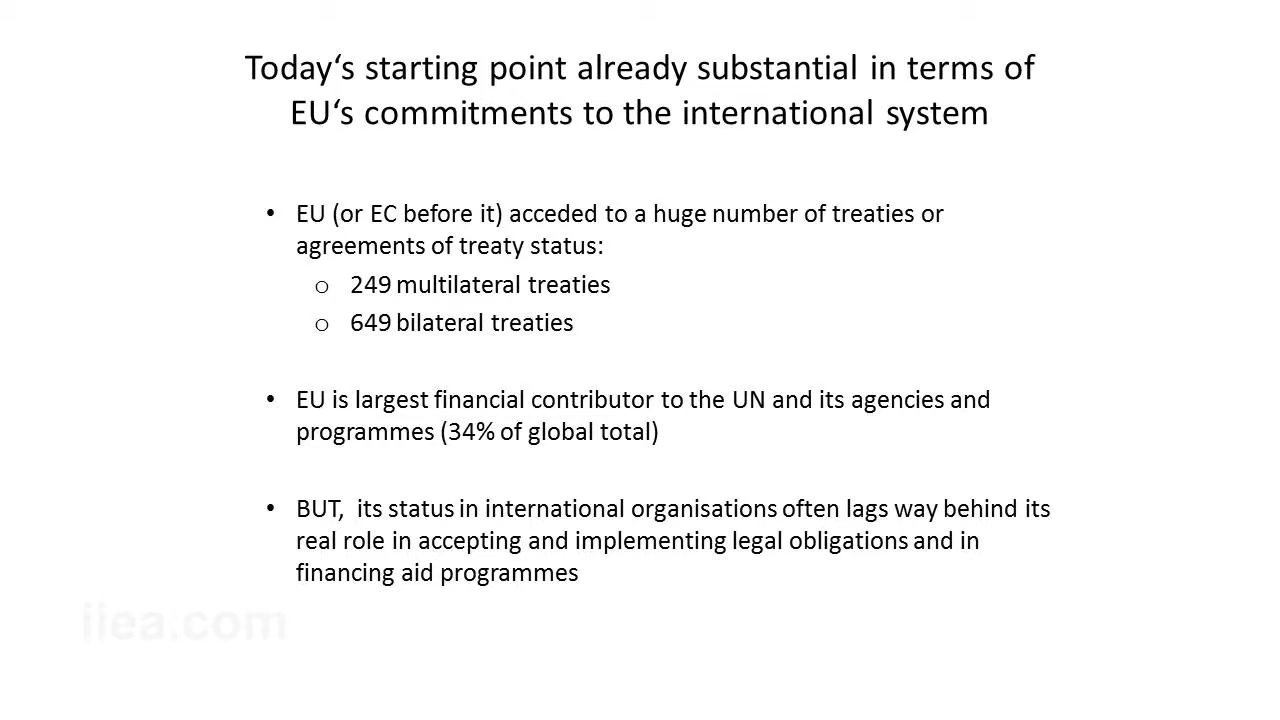 Today‘s starting point already substantial in terms of
EU‘s commitments to the international system
• EU (or EC before it) acceded to a huge number of treaties or
agreements of treaty status:
o 249 multilateral treaties
o 649 bilateral treaties
• EU is largest financial contributor to the UN and its agencies and
programmes (34% of global total)
• BUT,  its status in international organisations often lags way behind its
real role in accepting and implementing legal obligations and in
financing aid programmes
iiea.com